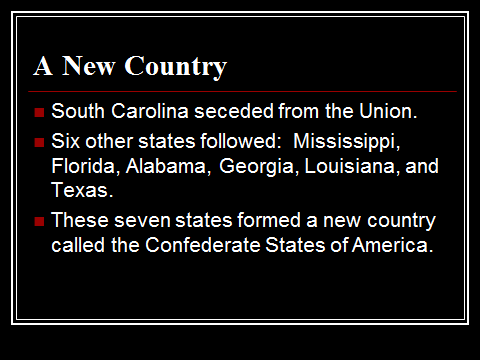 A New Country
South Carolina seceded from the Union.
Six other states followed:  Mississippi,
Florida, Alabama, Georgia, Louisiana, and
Texas.
These seven states formed a new country
called the Confederate States of America.